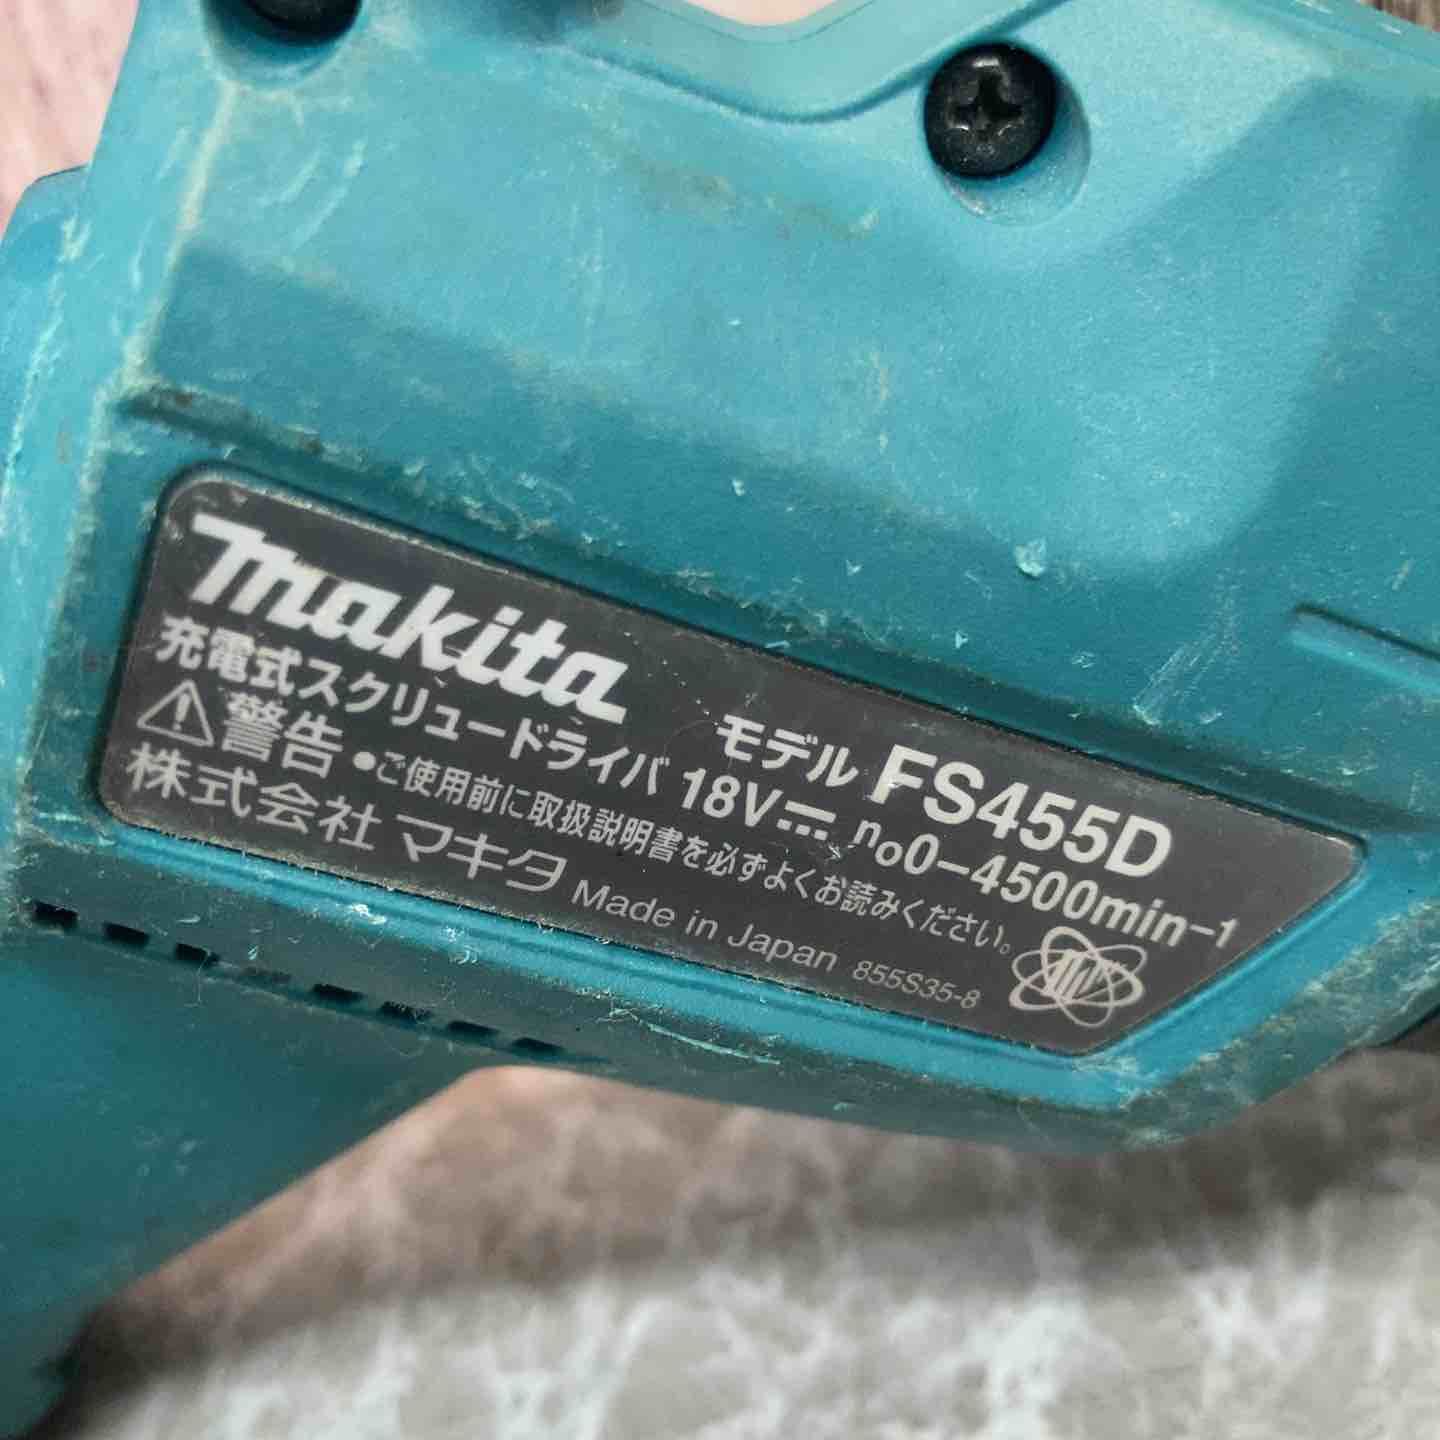 makita
モデル FS455D
充電式スクリュードライバ 18V⎓ n₀0-4500min-1
警告 ●ご使用前に取扱説明書を必ずよくお読みください。
株式会社 マキタ Made in Japan 855S35-8